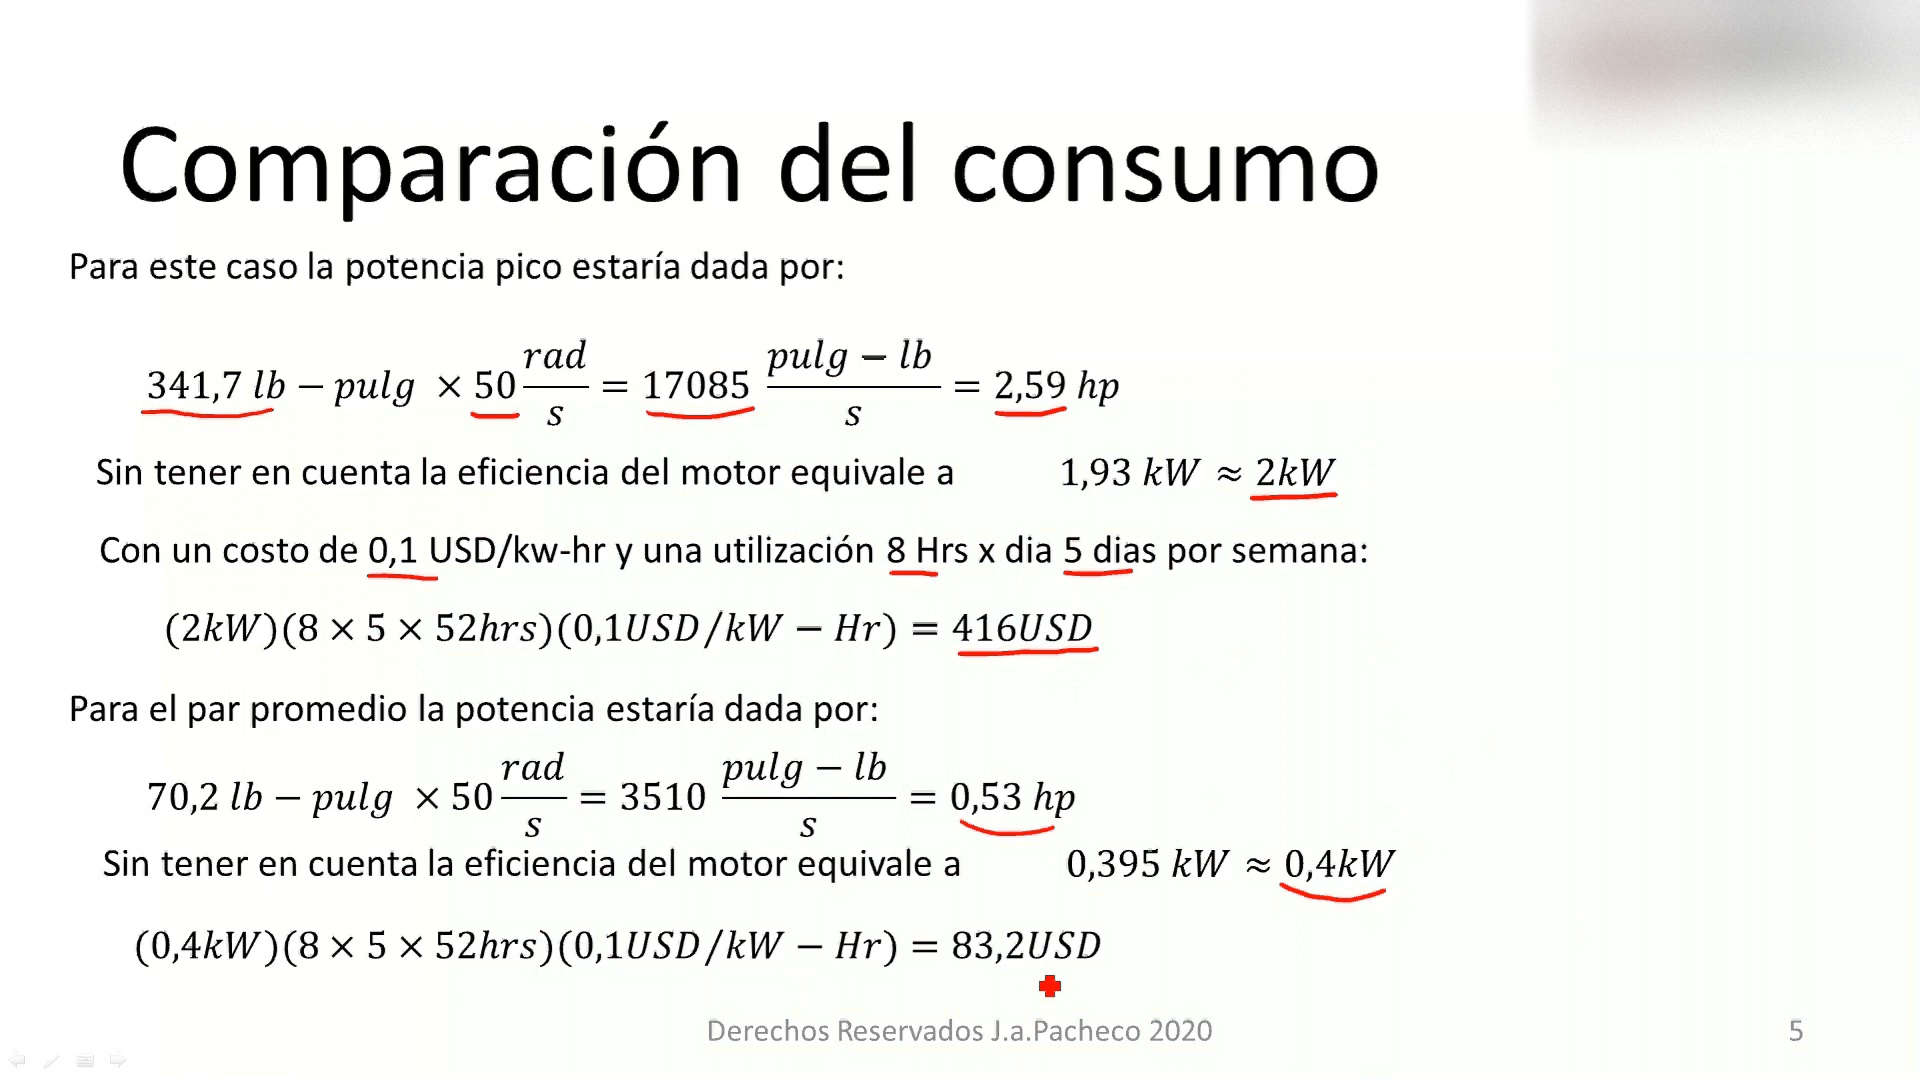 Comparación del consumo
Para este caso la potencia pico estaría dada por:
341,7 lb − pulg × 50 rad/s = 17085 pulg − lb/s = 2,59 hp
Sin tener en cuenta la eficiencia del motor equivale a 1,93 kW ≈ 2kW
Con un costo de 0,1 USD/kw-hr y una utilización 8 Hrs x dia 5 dias por semana:
(2kW)(8 × 5 × 52hrs)(0,1USD/kW − Hr) = 416USD
Para el par promedio la potencia estaría dada por:
70,2 lb − pulg × 50 rad/s = 3510 pulg − lb/s = 0,53 hp
Sin tener en cuenta la eficiencia del motor equivale a 0,395 kW ≈ 0,4kW
(0,4kW)(8 × 5 × 52hrs)(0,1USD/kW − Hr) = 83,2USD
Derechos Reservados J.a.Pacheco 2020 5